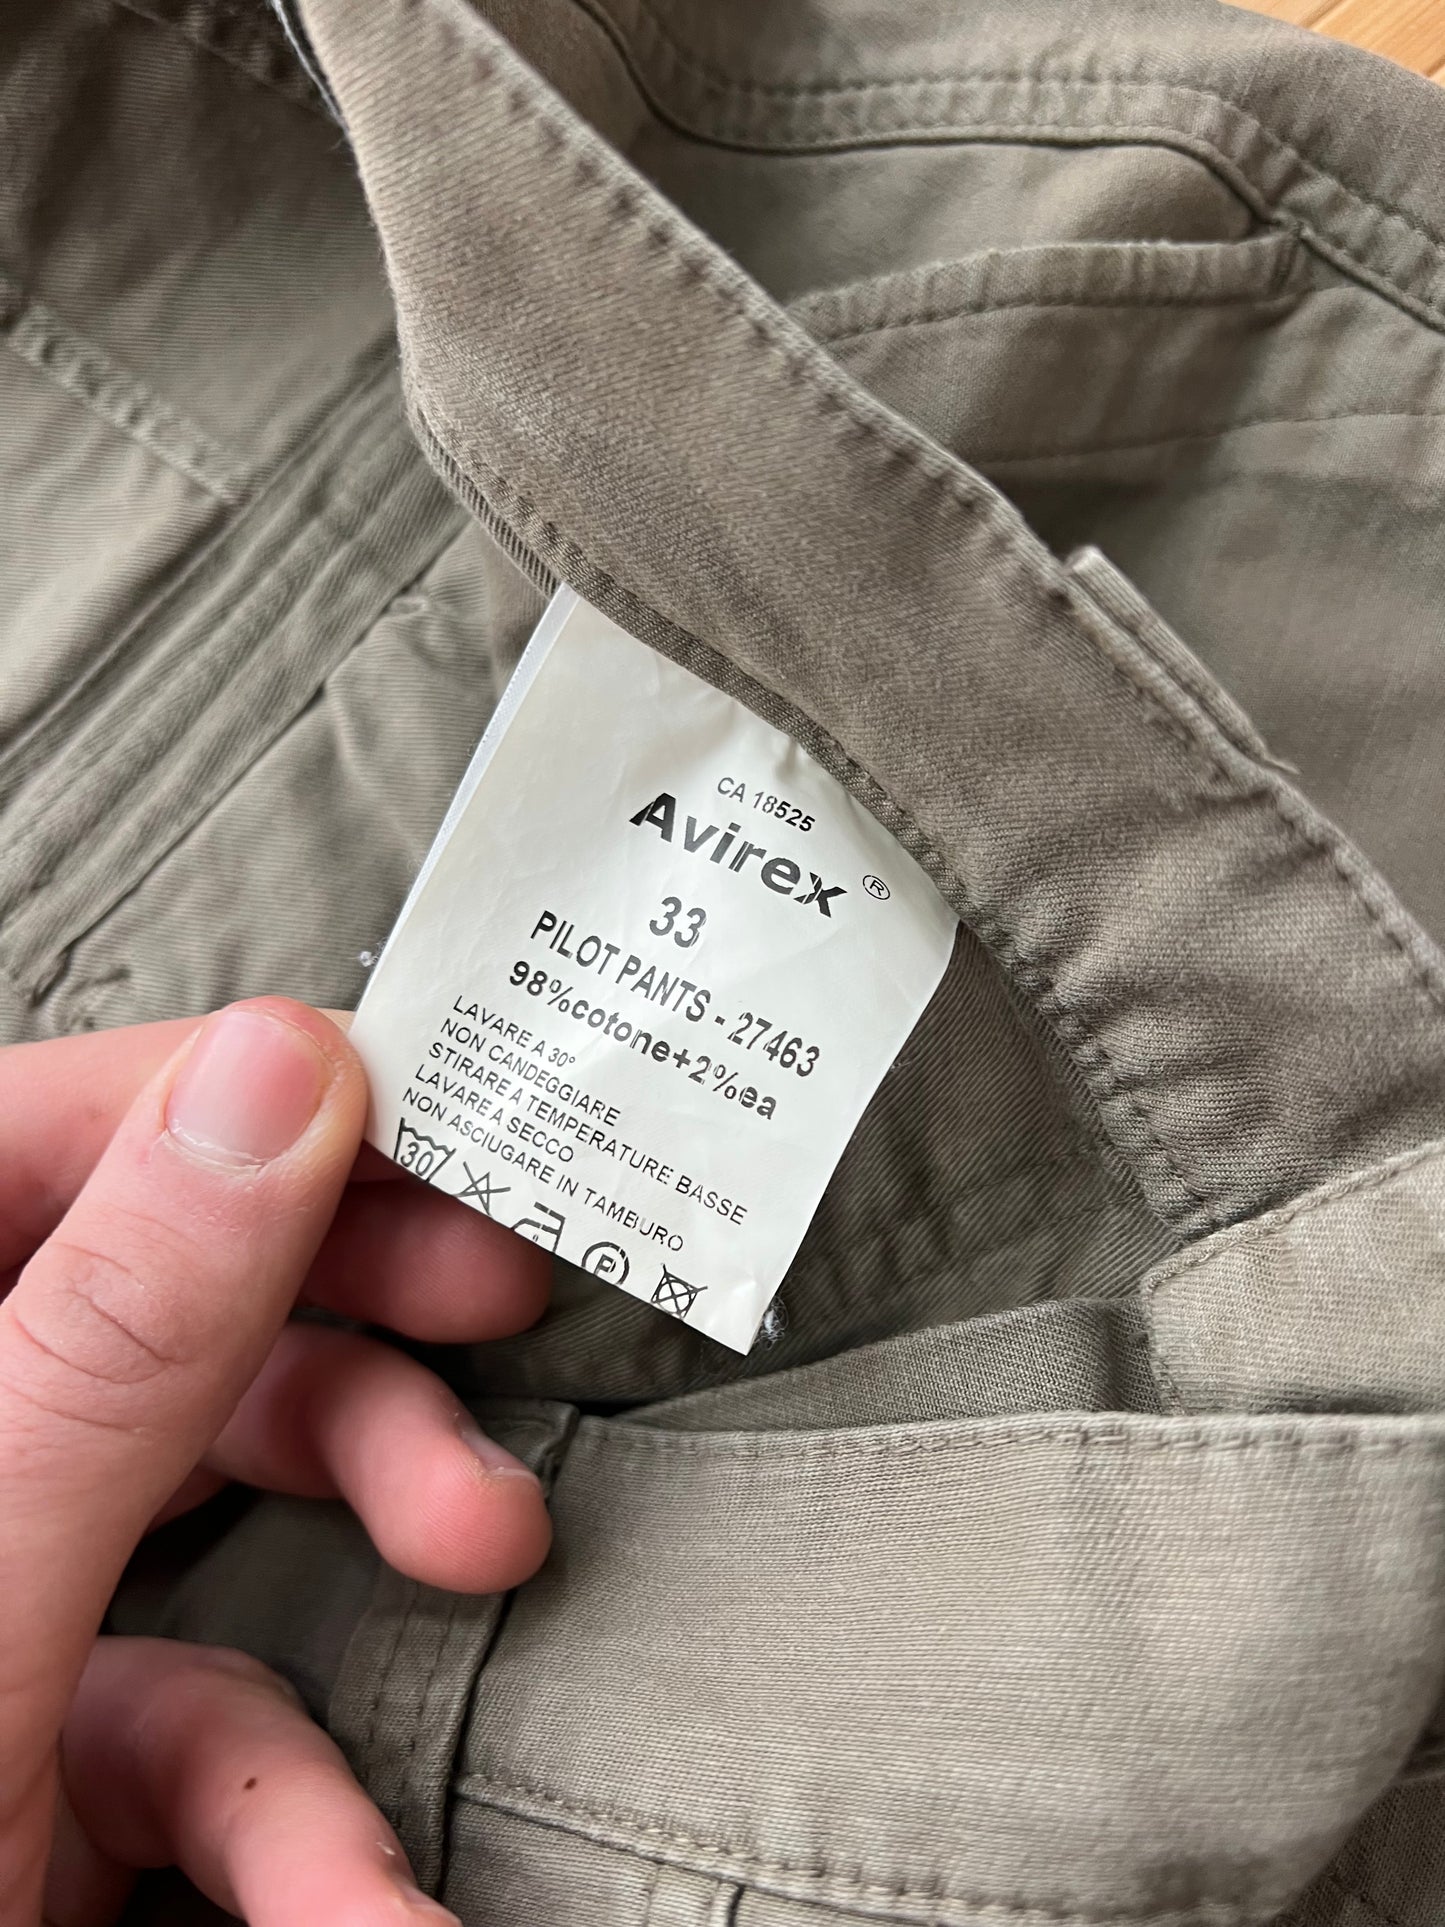 CA 18525
Avirex ®
33
PILOT PANTS - 27463
98%cotone+2%ea
LAVARE A 30°
NON CANDEGGIARE
STIRARE A TEMPERATURE BASSE
LAVARE A SECCO
NON ASCIUGARE IN TAMBURO
30 P